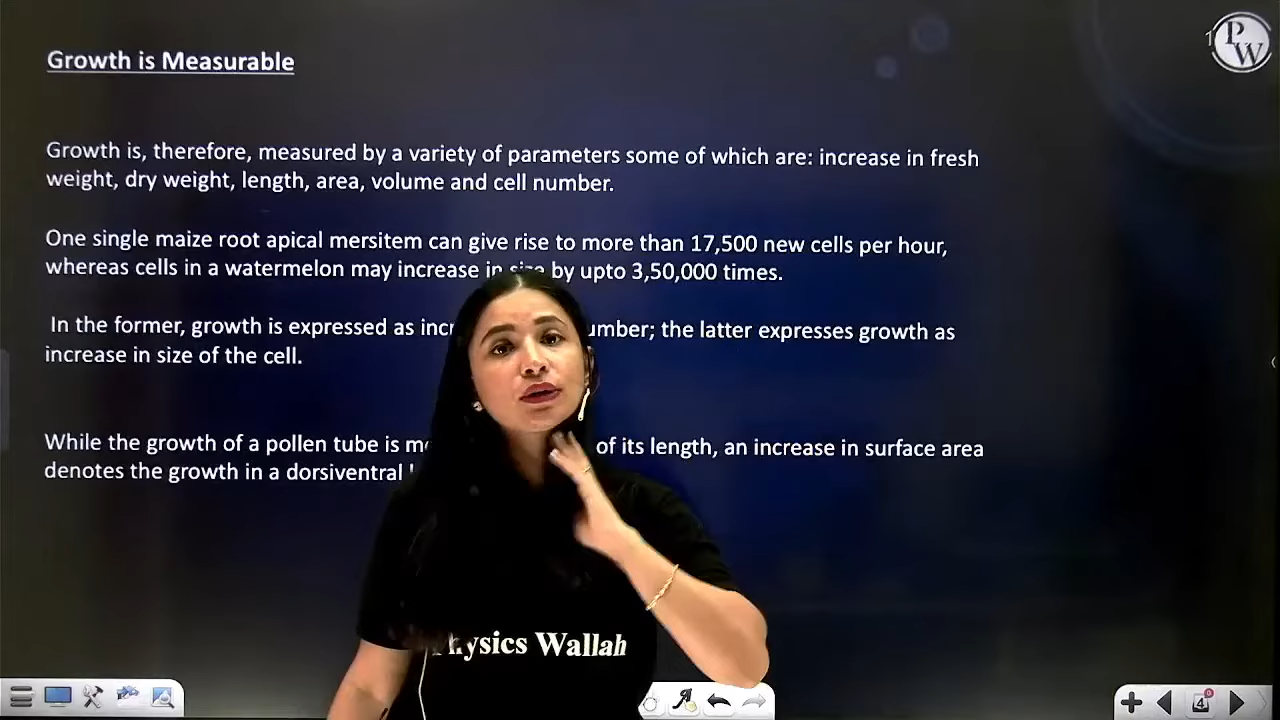 Growth is Measurable
PW
Growth is, therefore, measured by a variety of parameters some of which are: increase in fresh
weight, dry weight, length, area, volume and cell number.
One single maize root apical mersitem can give rise to more than 17,500 new cells per hour,
whereas cells in a watermelon may increase in size by upto 3,50,000 times.
In the former, growth is expressed as incr umber; the latter expresses growth as
increase in size of the cell.
While the growth of a pollen tube is me of its length, an increase in surface area
denotes the growth in a dorsiventral
Physics Wallah
4